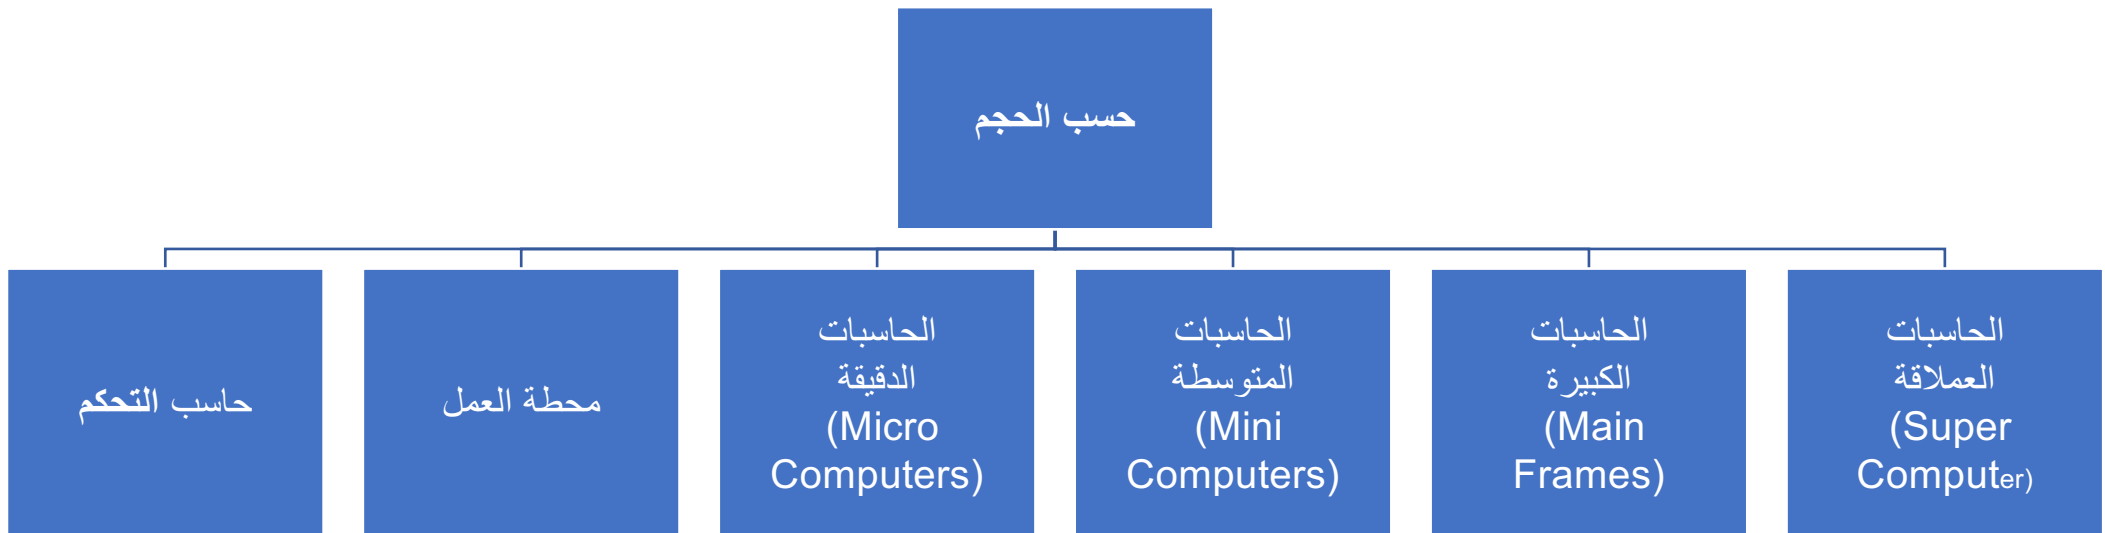 حسب الحجم
الحاسبات
العملاقة
(Super
Computer)
الحاسبات
الكبيرة
(Main
Frames)
الحاسبات
المتوسطة
(Mini
Computers)
الحاسبات
الدقيقة
(Micro
Computers)
محطة العمل
حاسب التحكم